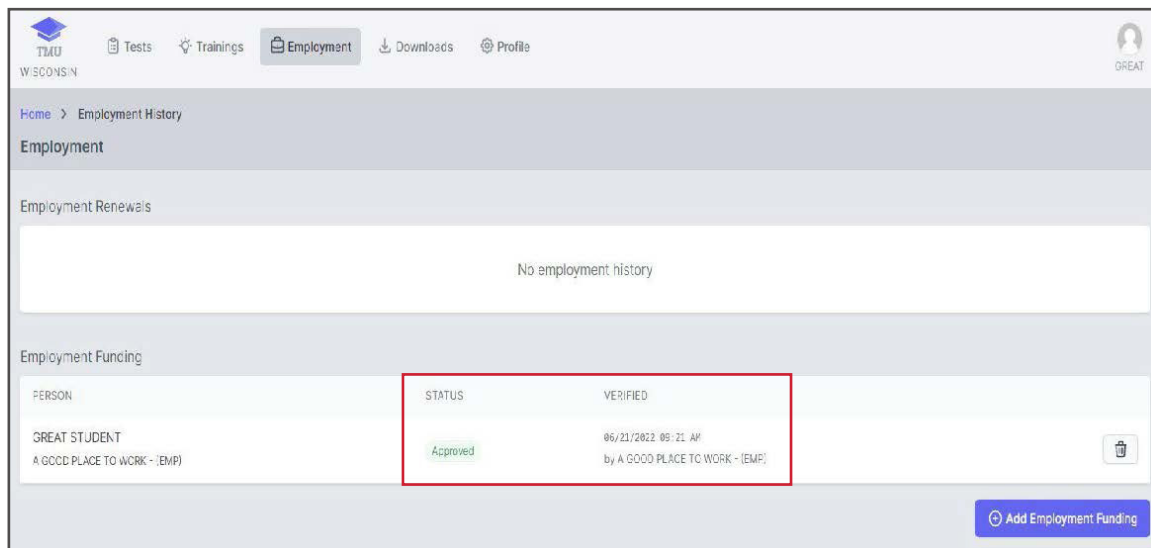 TMU
WISCONSIN
Tests
Trainings
Employment
Downloads
Profile
GREAT
Home > Employment History
Employment
Employment Renewals
No employment history
Employment Funding
PERSON STATUS VERIFIED
GREAT STUDENT
A GOOD PLACE TO WORK - (EMP)
Approved
06/21/2022 09:21 AM
by A GOOD PLACE TO WORK - (EMP)
Add Employment Funding